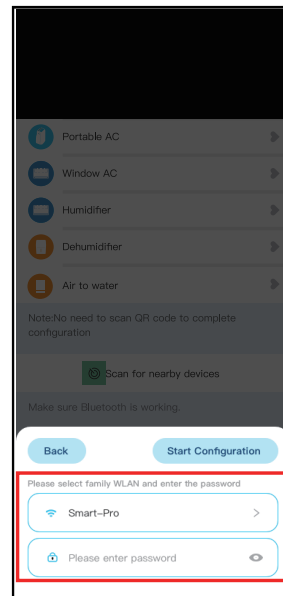 Portable AC
Window AC
Humidifier
Dehumidifier
Air to water
Note:No need to scan QR code to complete
configuration
Scan for nearby devices
Make sure Bluetooth is working.
Back
Start Configuration
Please select family WLAN and enter the password
Smart-Pro
Please enter password